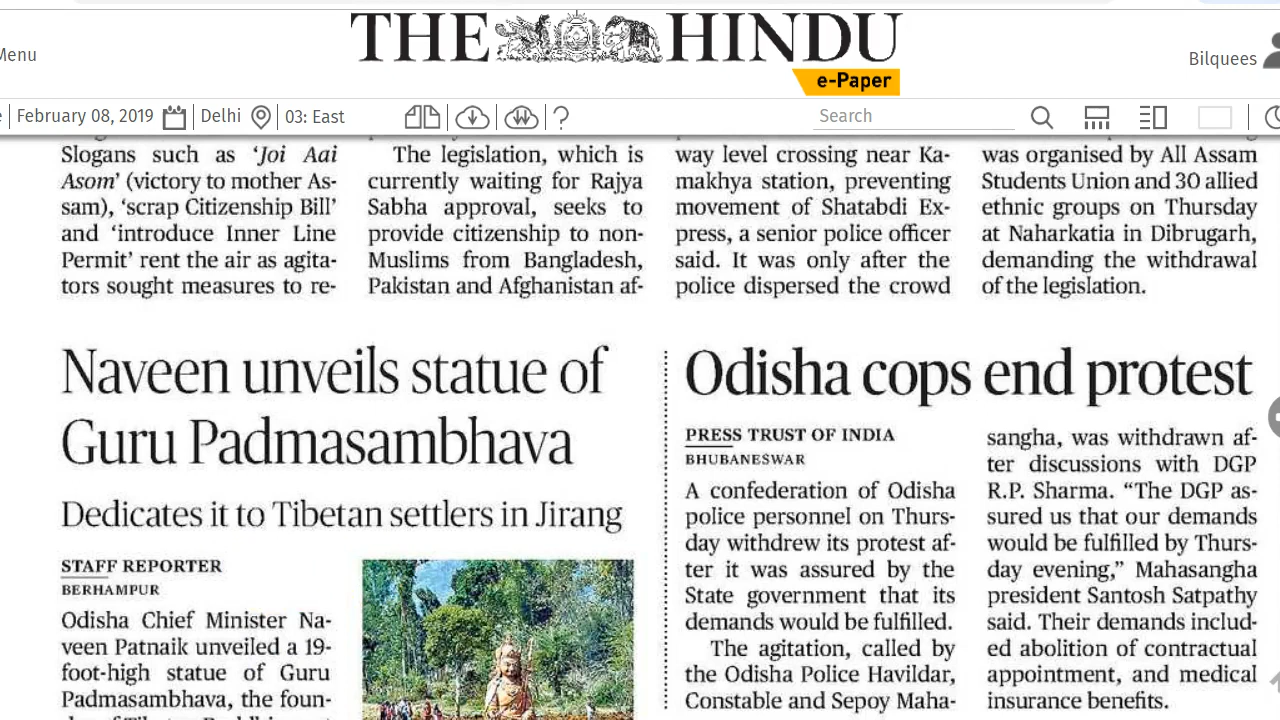 THE HINDU
e-Paper
Menu
Bilquees
February 08, 2019
Delhi
03: East
?
Search
Slogans such as ‘Joi Aai
Asom’ (victory to mother As-
sam), ‘scrap Citizenship Bill’
and ‘introduce Inner Line
Permit’ rent the air as agita-
tors sought measures to re-
The legislation, which is
currently waiting for Rajya
Sabha approval, seeks to
provide citizenship to non-
Muslims from Bangladesh,
Pakistan and Afghanistan af-
way level crossing near Ka-
makhya station, preventing
movement of Shatabdi Ex-
press, a senior police officer
said. It was only after the
police dispersed the crowd
was organised by All Assam
Students Union and 30 allied
ethnic groups on Thursday
at Naharkatia in Dibrugarh,
demanding the withdrawal
of the legislation.
Naveen unveils statue of
Guru Padmasambhava
Dedicates it to Tibetan settlers in Jirang
STAFF REPORTER
BERHAMPUR
Odisha Chief Minister Na-
veen Patnaik unveiled a 19-
foot-high statue of Guru
Padmasambhava, the foun-
Odisha cops end protest
PRESS TRUST OF INDIA
BHUBANESWAR
A confederation of Odisha
police personnel on Thurs-
day withdrew its protest af-
ter it was assured by the
State government that its
demands would be fulfilled.
The agitation, called by
the Odisha Police Havildar,
Constable and Sepoy Maha-
sangha, was withdrawn af-
ter discussions with DGP
R.P. Sharma. “The DGP as-
sured us that our demands
would be fulfilled by Thurs-
day evening,” Mahasangha
president Santosh Satpathy
said. Their demands includ-
ed abolition of contractual
appointment, and medical
insurance benefits.